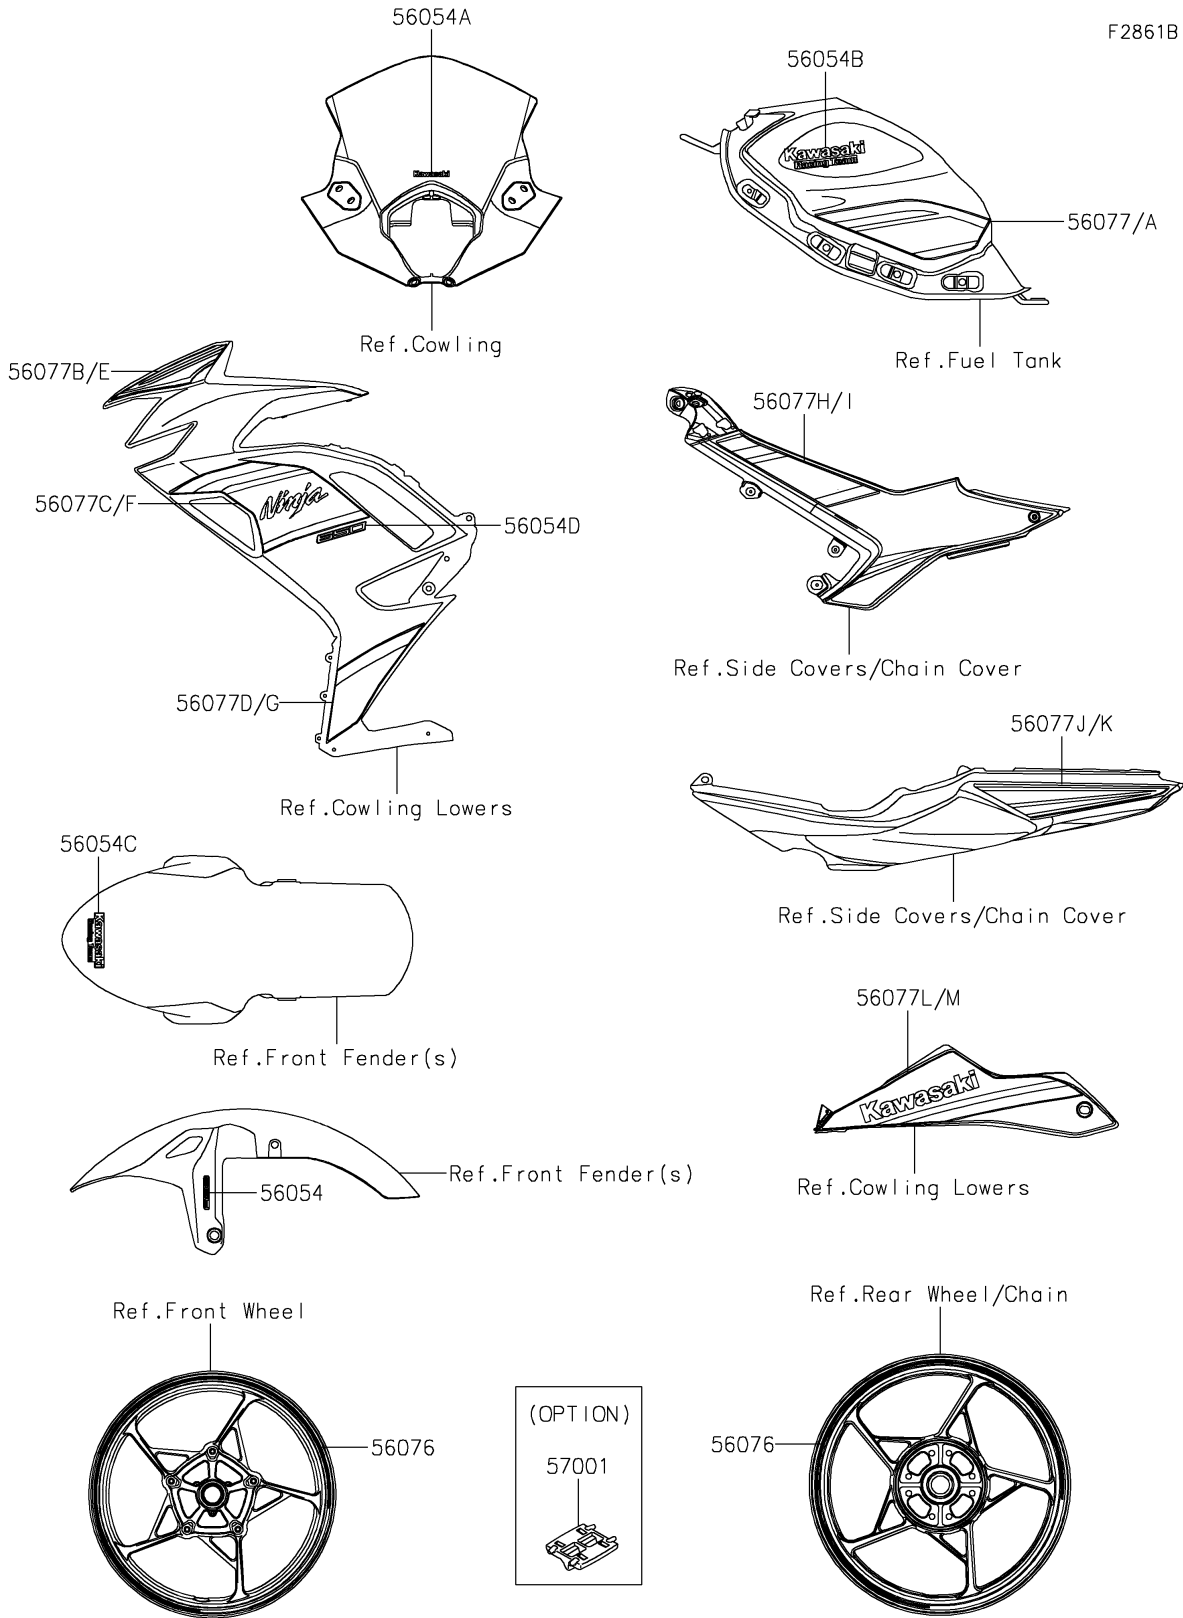 56054A
F2861B
56054B
Kawasaki
Racing Team
Kawasaki
56077/A
Ref.Cowling
Ref.Fuel Tank
56077B/E
56077H/I
56077C/F
Ninja
650
56054D
Ref.Side Covers/Chain Cover
56077D/G
56077J/K
Ref.Cowling Lowers
56054C
Kawasaki
Racing Team
Ref.Side Covers/Chain Cover
56077L/M
Ref.Front Fender(s)
Kawasaki
Ref.Front Fender(s)
56054
Ref.Cowling Lowers
Ref.Front Wheel
Ref.Rear Wheel/Chain
(OPTION)
56076
57001
56076